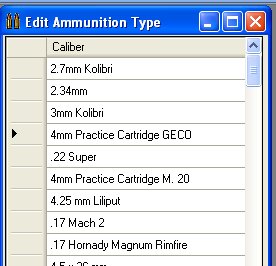 Edit Ammunition Type
Caliber
2.7mm Kolibri
2.34mm
3mm Kolibri
4mm Practice Cartridge GECO
.22 Super
4mm Practice Cartridge M. 20
4.25 mm Liliput
.17 Mach 2
.17 Hornady Magnum Rimfire